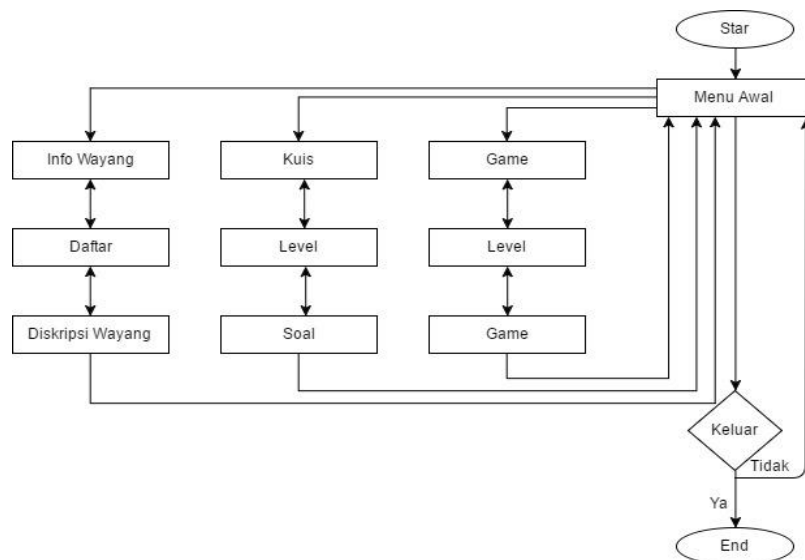 Star
Menu Awal
Info Wayang
Kuis
Game
Daftar
Level
Level
Diskripsi Wayang
Soal
Game
Keluar
Tidak
Ya
End